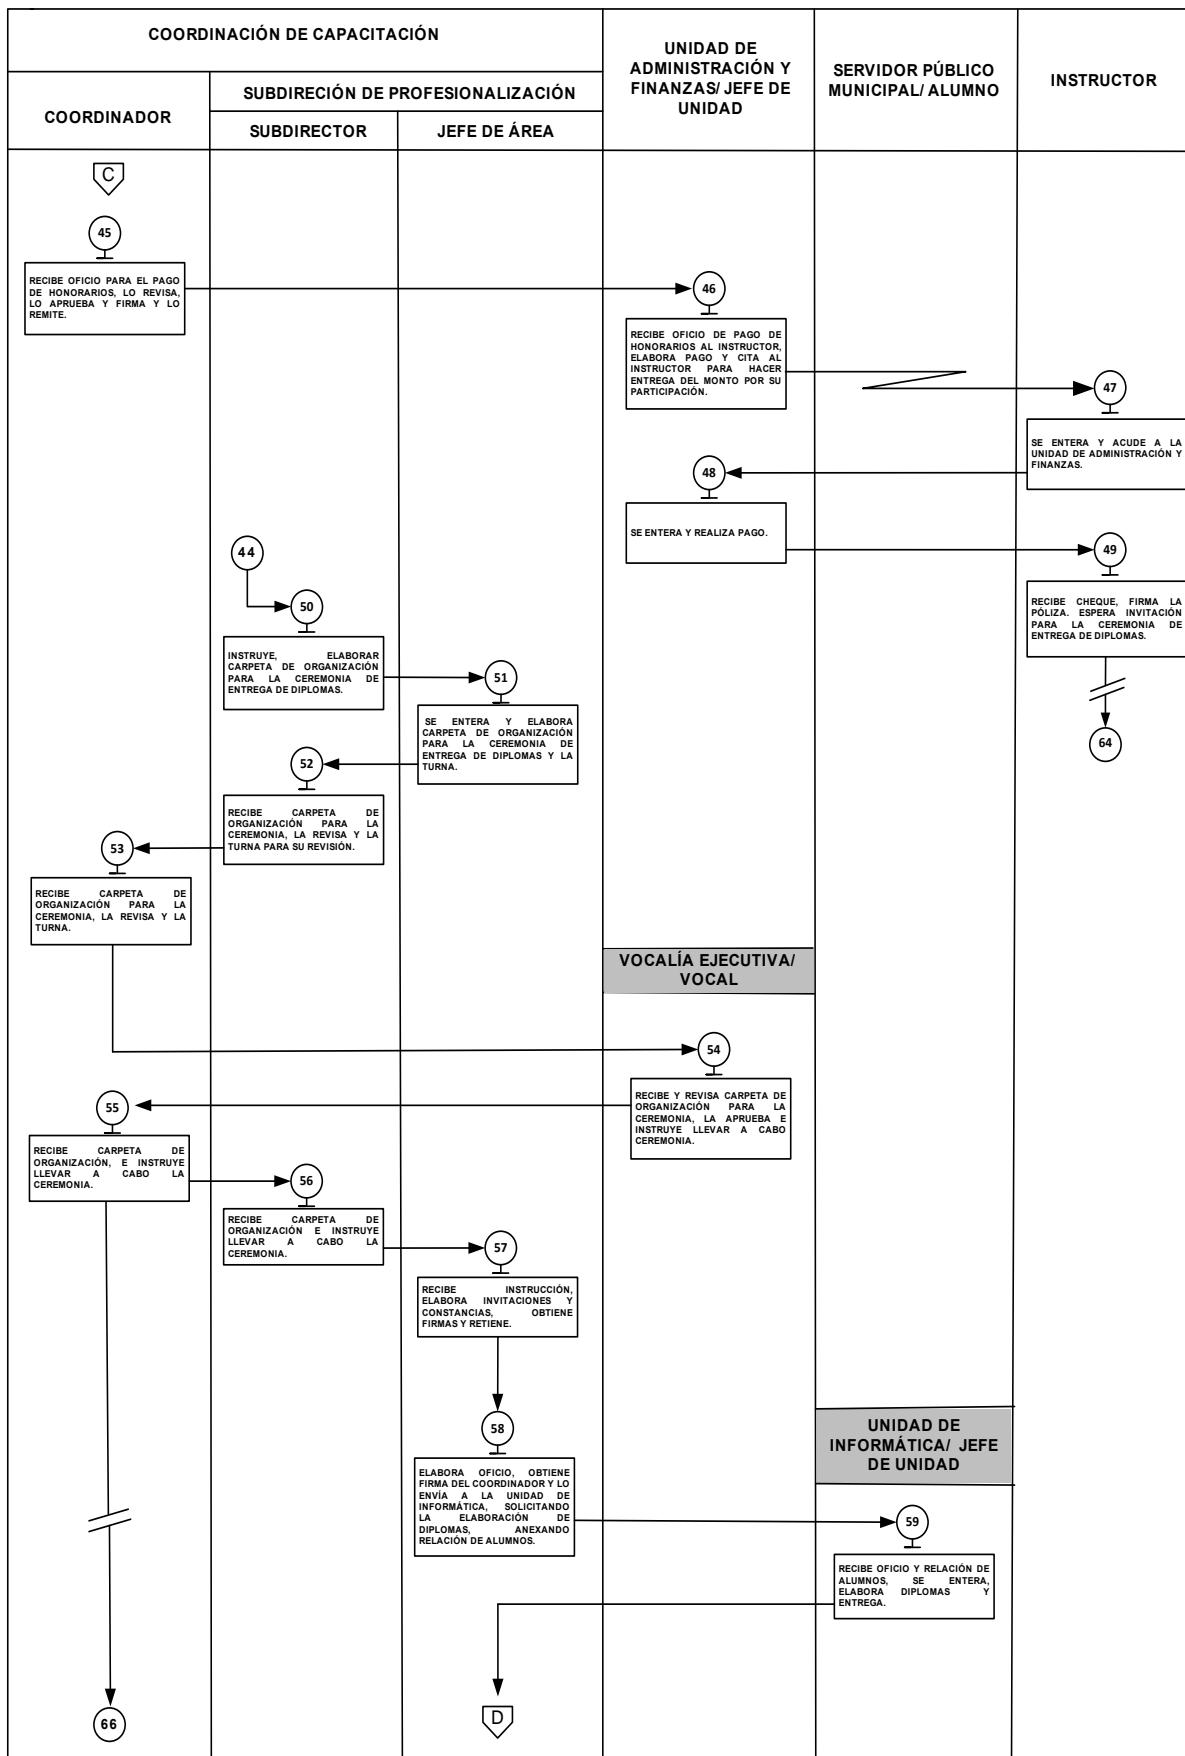 COORDINACIÓN DE CAPACITACIÓN
COORDINADOR
SUBDIRECIÓN DE PROFESIONALIZACIÓN
SUBDIRECTOR
JEFE DE ÁREA
UNIDAD DE
ADMINISTRACIÓN Y
FINANZAS/ JEFE DE
UNIDAD
SERVIDOR PÚBLICO
MUNICIPAL/ ALUMNO
INSTRUCTOR
C
45
RECIBE OFICIO PARA EL PAGO
DE HONORARIOS, LO REVISA,
LO APRUEBA Y FIRMA Y LO
REMITE.
46
RECIBE OFICIO DE PAGO DE
HONORARIOS AL INSTRUCTOR,
ELABORA PAGO Y CITA AL
INSTRUCTOR PARA HACER
ENTREGA DEL MONTO POR SU
PARTICIPACIÓN.
47
SE ENTERA Y ACUDE A LA
UNIDAD DE ADMINISTRACIÓN Y
FINANZAS.
48
SE ENTERA Y REALIZA PAGO.
49
RECIBE CHEQUE, FIRMA LA
PÓLIZA. ESPERA INVITACIÓN
PARA LA CEREMONIA DE
ENTREGA DE DIPLOMAS.
64
44
50
INSTRUYE, ELABORAR
CARPETA DE ORGANIZACIÓN
PARA LA CEREMONIA DE
ENTREGA DE DIPLOMAS.
51
SE ENTERA Y ELABORA
CARPETA DE ORGANIZACIÓN
PARA LA CEREMONIA DE
ENTREGA DE DIPLOMAS Y LA
TURNA.
52
RECIBE CARPETA DE
ORGANIZACIÓN PARA LA
CEREMONIA, LA REVISA Y LA
TURNA PARA SU REVISIÓN.
53
RECIBE CARPETA DE
ORGANIZACIÓN PARA LA
CEREMONIA, LA REVISA Y LA
TURNA.
VOCALÍA EJECUTIVA/
VOCAL
54
RECIBE Y REVISA CARPETA DE
ORGANIZACIÓN PARA LA
CEREMONIA, LA APRUEBA E
INSTRUYE LLEVAR A CABO
CEREMONIA.
55
RECIBE CARPETA DE
ORGANIZACIÓN, E INSTRUYE
LLEVAR A CABO LA
CEREMONIA.
56
RECIBE CARPETA DE
ORGANIZACIÓN E INSTRUYE
LLEVAR A CABO LA
CEREMONIA.
57
RECIBE INSTRUCCIÓN,
ELABORA INVITACIONES Y
CONSTANCIAS, OBTIENE
FIRMAS Y RETIENE.
58
ELABORA OFICIO, OBTIENE
FIRMA DEL COORDINADOR Y LO
ENVÍA A LA UNIDAD DE
INFORMÁTICA, SOLICITANDO
LA ELABORACIÓN DE
DIPLOMAS, ANEXANDO
RELACIÓN DE ALUMNOS.
UNIDAD DE
INFORMÁTICA/ JEFE
DE UNIDAD
59
RECIBE OFICIO Y RELACIÓN DE
ALUMNOS, SE ENTERA,
ELABORA DIPLOMAS Y
ENTREGA.
66
D